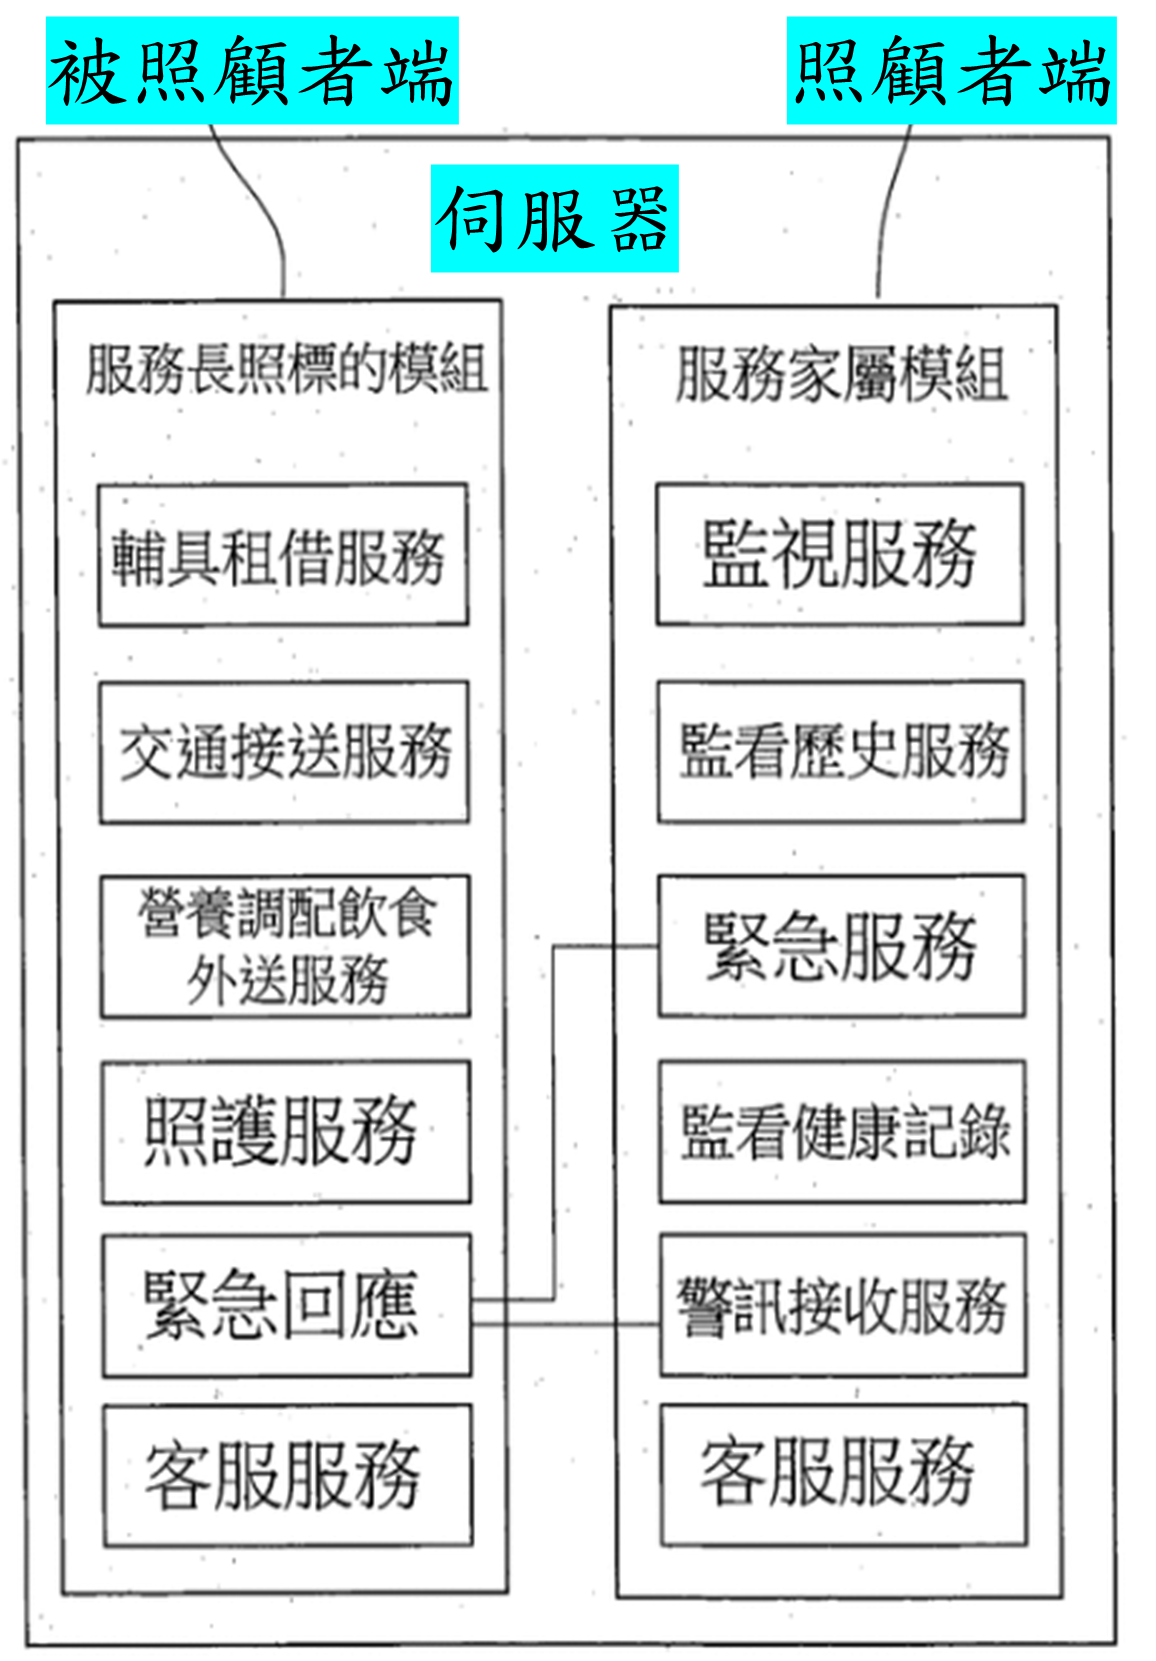 被照顧者端
照顧者端
伺服器
服務長照標的模組
輔具租借服務
交通接送服務
營養調配飲食
外送服務
照護服務
緊急回應
客服服務
服務家屬模組
監視服務
監看歷史服務
緊急服務
監看健康記錄
警訊接收服務
客服服務